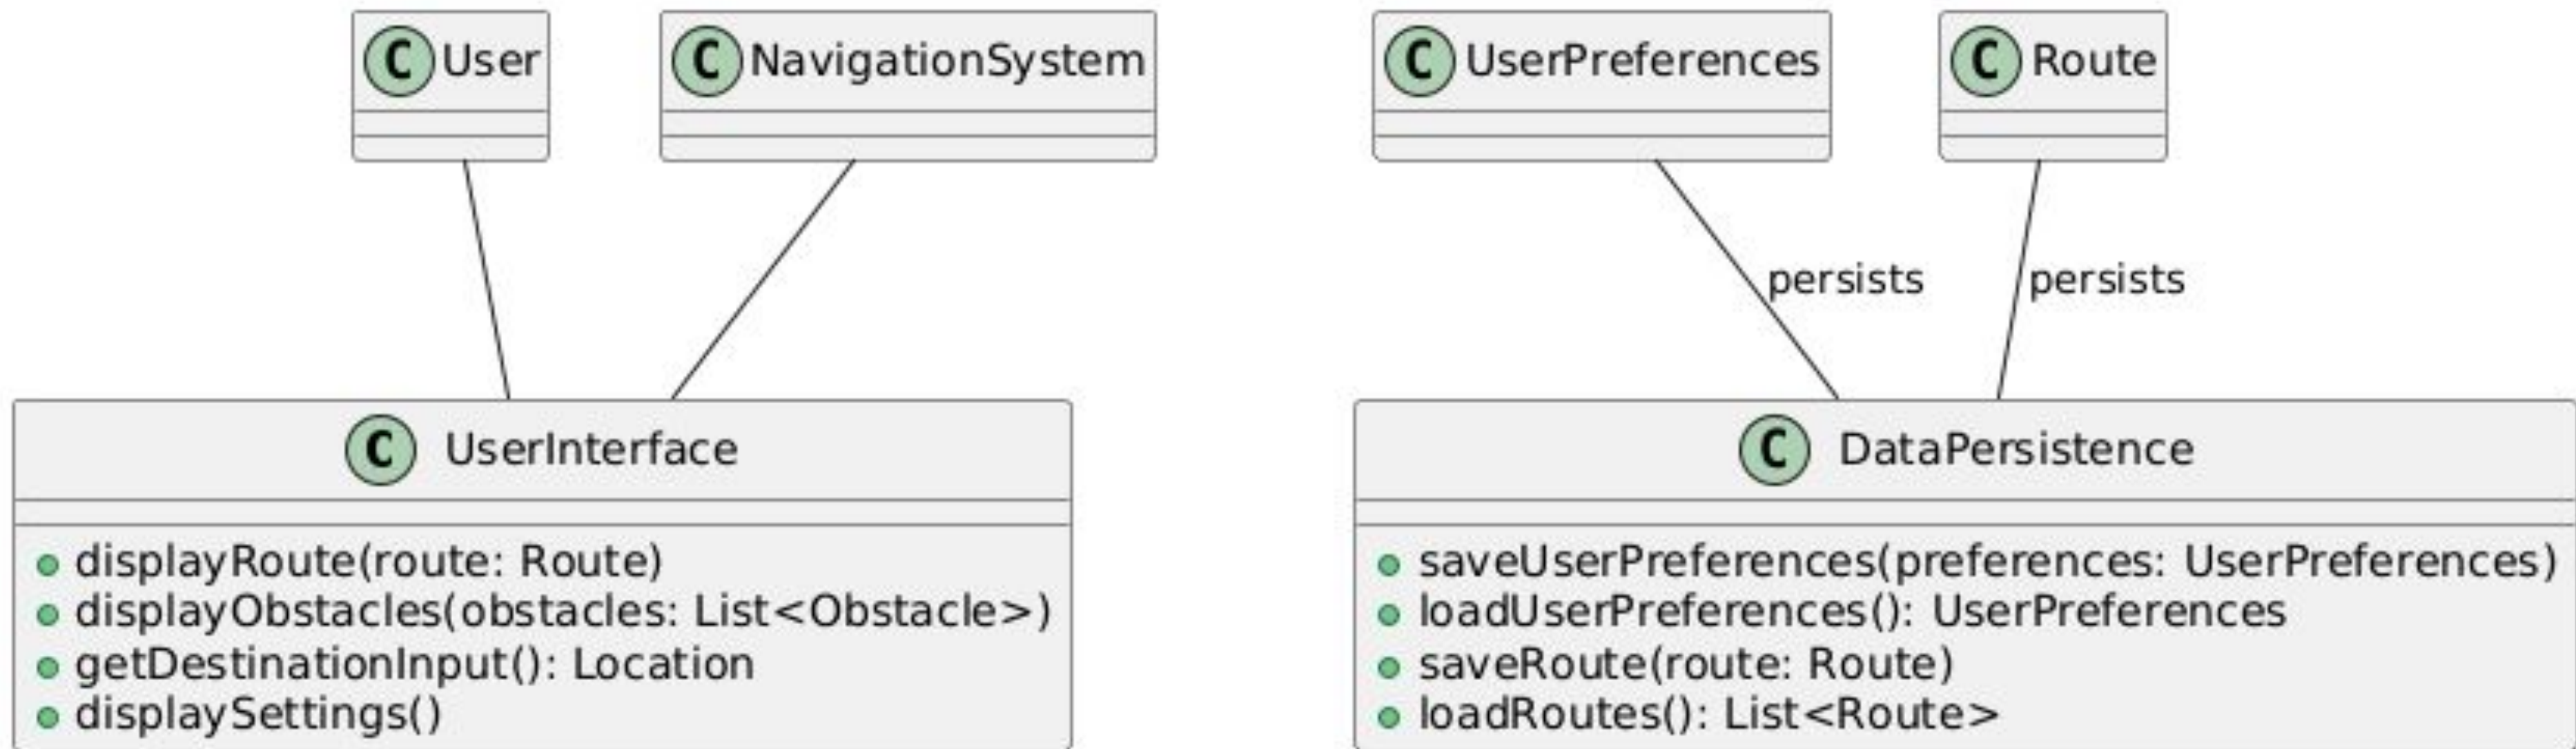 C User
C NavigationSystem
C UserPreferences
C Route
persists
persists
C UserInterface
displayRoute(route: Route)
displayObstacles(obstacles: List<Obstacle>)
getDestinationInput(): Location
displaySettings()
C DataPersistence
saveUserPreferences(preferences: UserPreferences)
loadUserPreferences(): UserPreferences
saveRoute(route: Route)
loadRoutes(): List<Route>